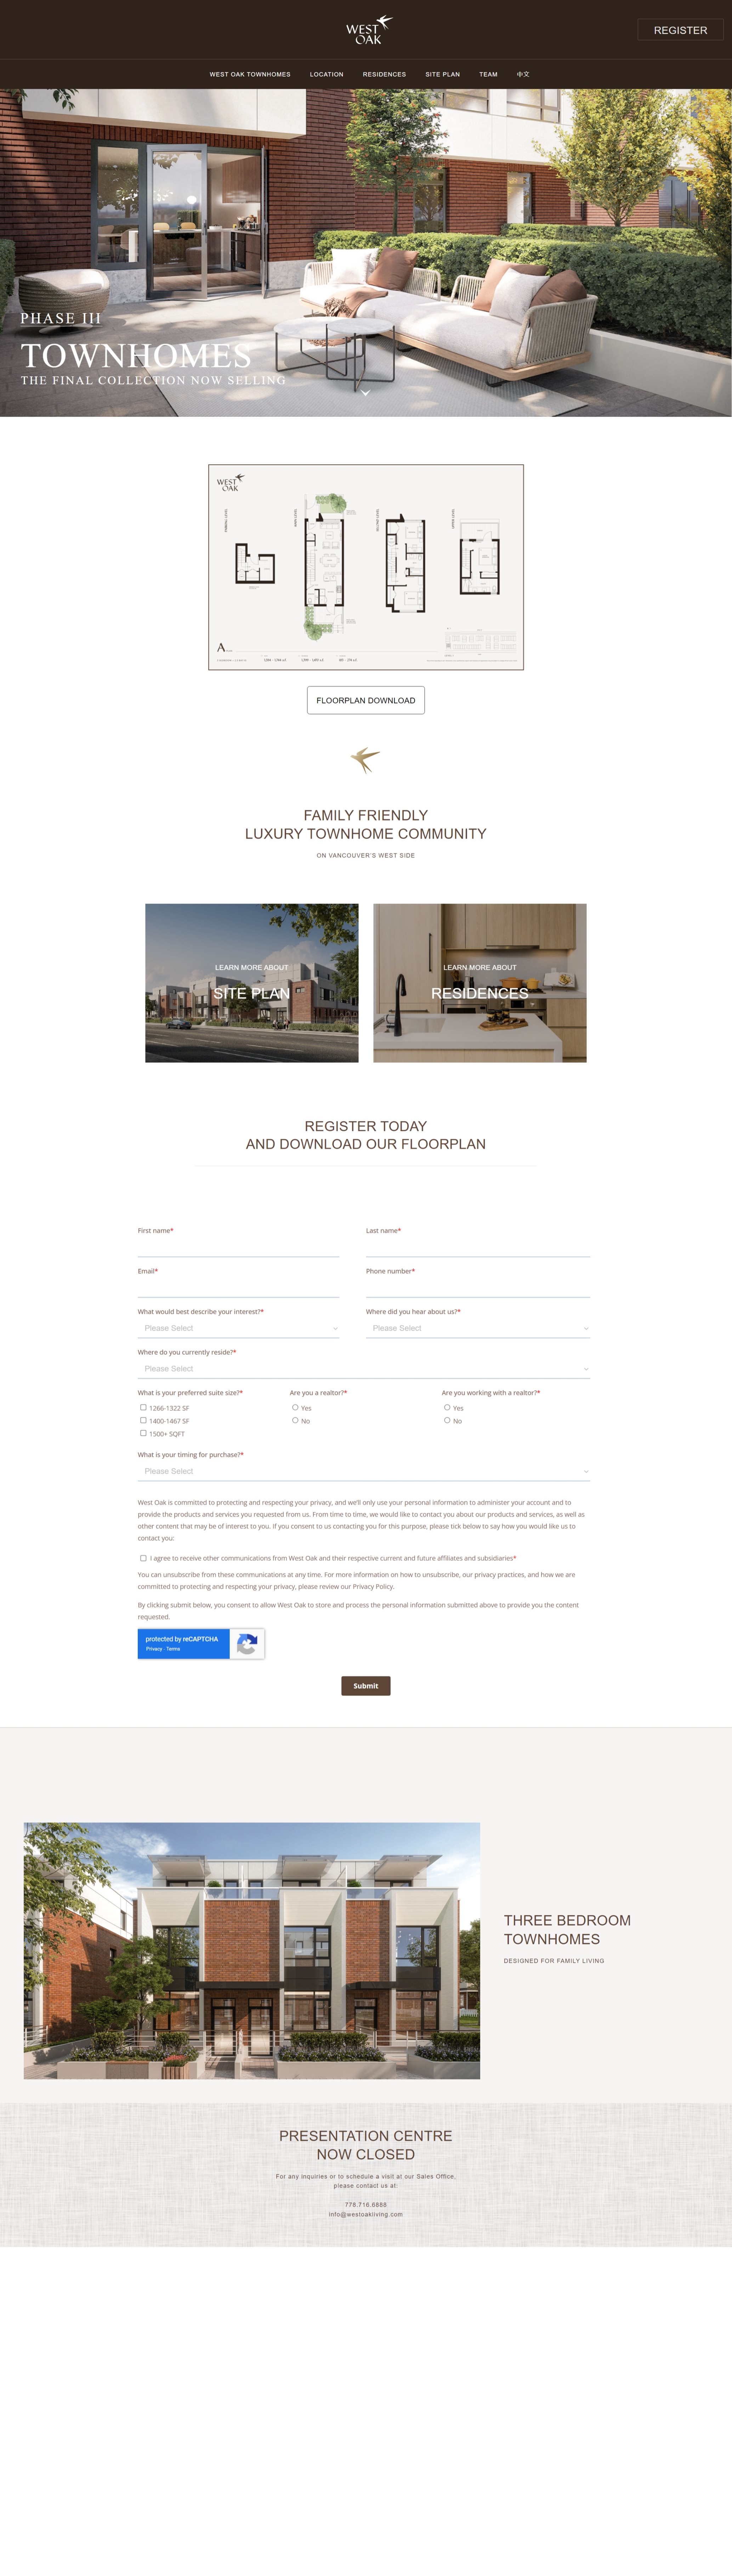 WEST
OAK
REGISTER
WEST OAK TOWNHOMES
LOCATION
RESIDENCES
SITE PLAN
TEAM
中文
PHASE III
TOWNHOMES
THE FINAL COLLECTION NOW SELLING
WEST
OAK
A
FLOORPLAN DOWNLOAD
FAMILY FRIENDLY
LUXURY TOWNHOME COMMUNITY
ON VANCOUVER'S WEST SIDE
LEARN MORE ABOUT
SITE PLAN
LEARN MORE ABOUT
RESIDENCES
REGISTER TODAY
AND DOWNLOAD OUR FLOORPLAN
First name*
Last name*
Email*
Phone number*
What would best describe your interest?*
Where did you hear about us?*
Please Select
Please Select
Where do you currently reside?*
Please Select
What is your preferred suite size?*
Are you a realtor?*
Are you working with a realtor?*
1266-1322 SF
Yes
Yes
1400-1467 SF
No
No
1500+ SQFT
What is your timing for purchase?*
Please Select
West Oak is committed to protecting and respecting your privacy, and we'll only use your personal information to administer your account and to
provide the products and services you requested from us. From time to time, we would like to contact you about our products and services, as well as
other content that may be of interest to you. If you consent to us contacting you for this purpose, please tick below to say how you would like us to
contact you:
I agree to receive other communications from West Oak and their respective current and future affiliates and subsidiaries*
You can unsubscribe from these communications at any time. For more information on how to unsubscribe, our privacy practices, and how we are
committed to protecting and respecting your privacy, please review our Privacy Policy.
By clicking submit below, you consent to allow West Oak to store and process the personal information submitted above to provide you the content
requested.
protected by reCAPTCHA
Privacy - Terms
Submit
THREE BEDROOM
TOWNHOMES
DESIGNED FOR FAMILY LIVING
PRESENTATION CENTRE
NOW CLOSED
For any inquiries or to schedule a visit at our Sales Office,
please contact us at:
778.716.6888
info@westoakliving.com